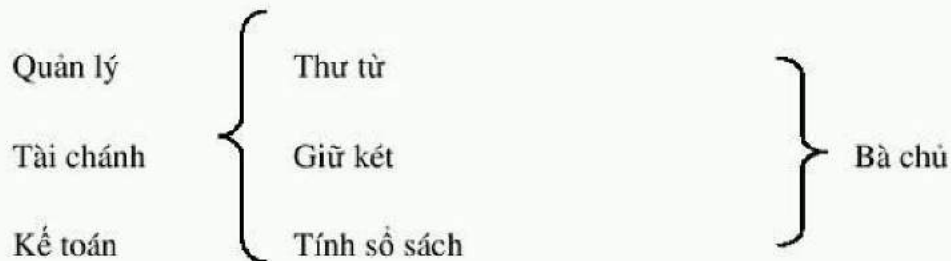 Quản lý Thư từ
Tài chánh Giữ két Bà chủ
Kế toán Tính sổ sách